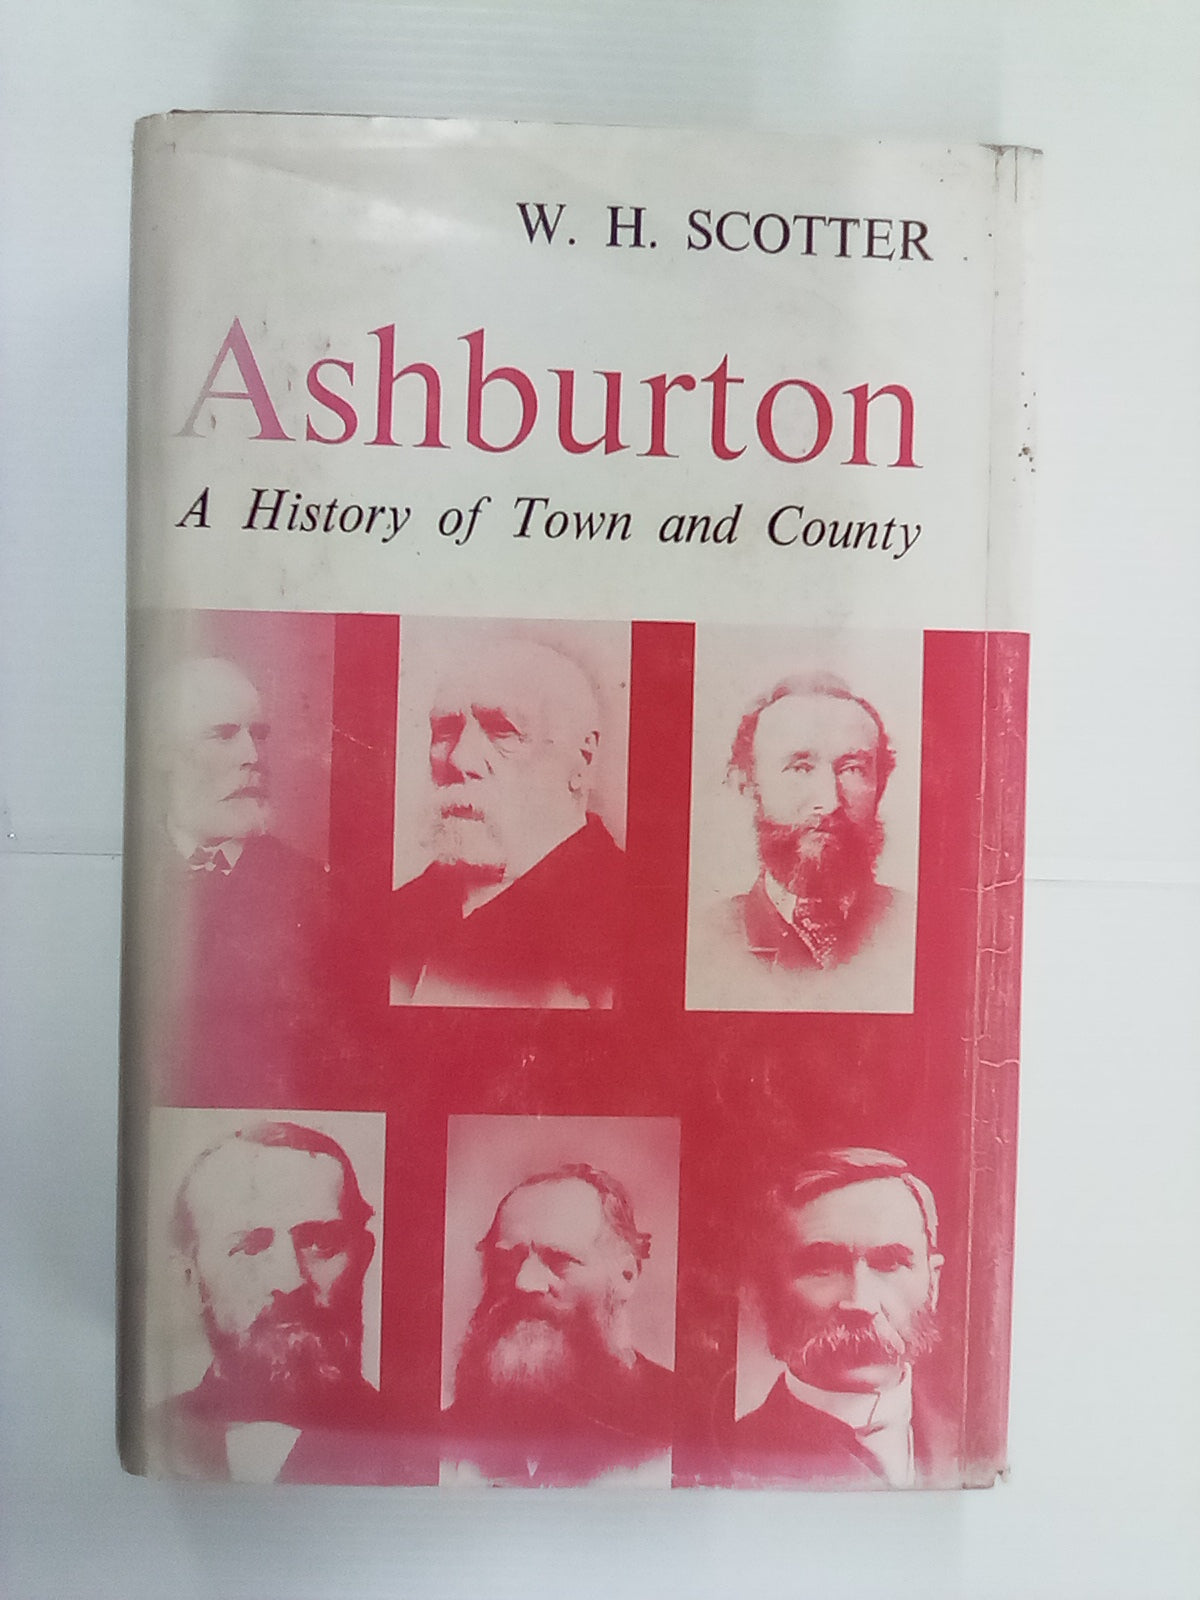 W. H. SCOTTER
Ashburton
A History of Town and County